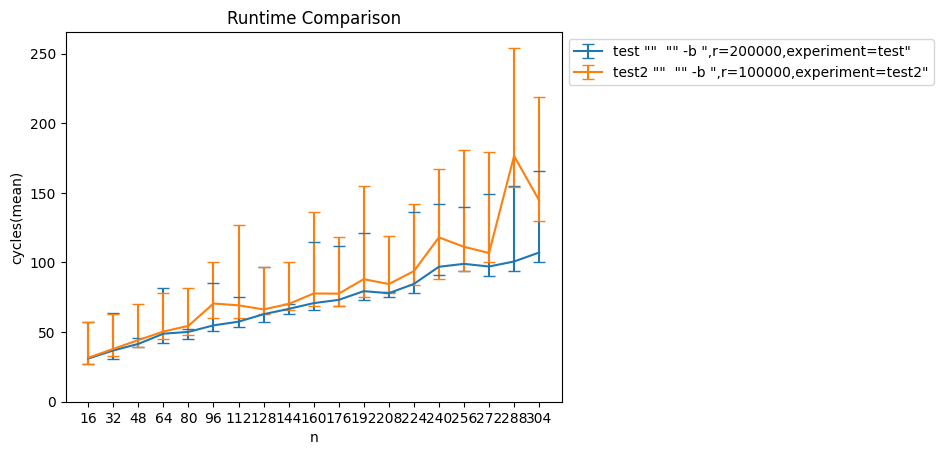 Runtime Comparison
250
200
150
100
50
0
cycles(mean)
16 32 48 64 80 96 112 128 144 160 176 192 208 224 240 256 272 288 304
n
test ""  "" -b ",r=200000,experiment=test"
test2 ""  "" -b ",r=100000,experiment=test2"